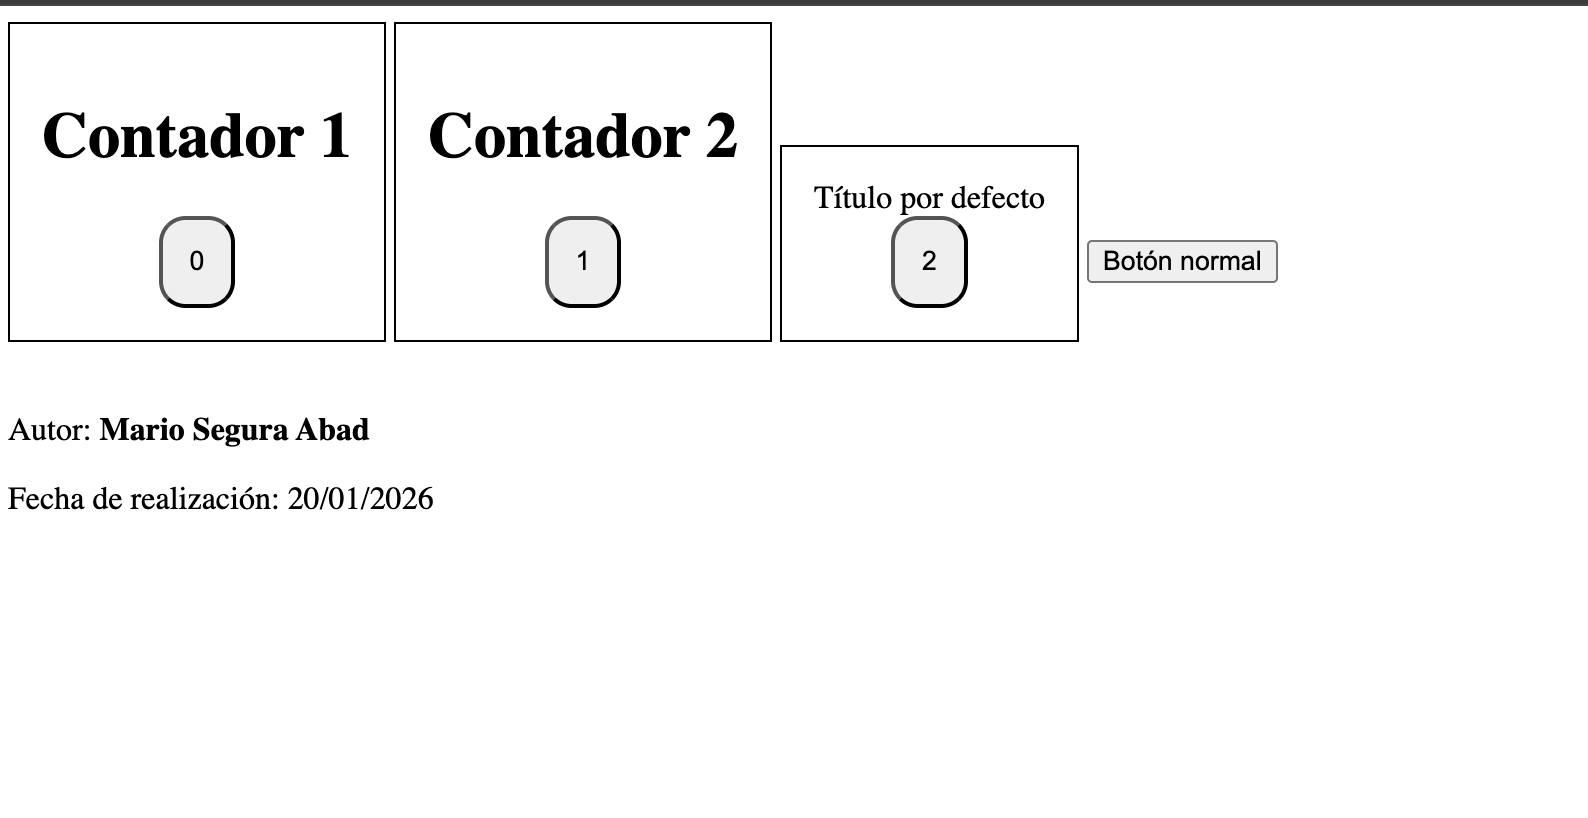 Contador 1
0
Contador 2
1
Título por defecto
2
Botón normal
Autor: Mario Segura Abad
Fecha de realización: 20/01/2026